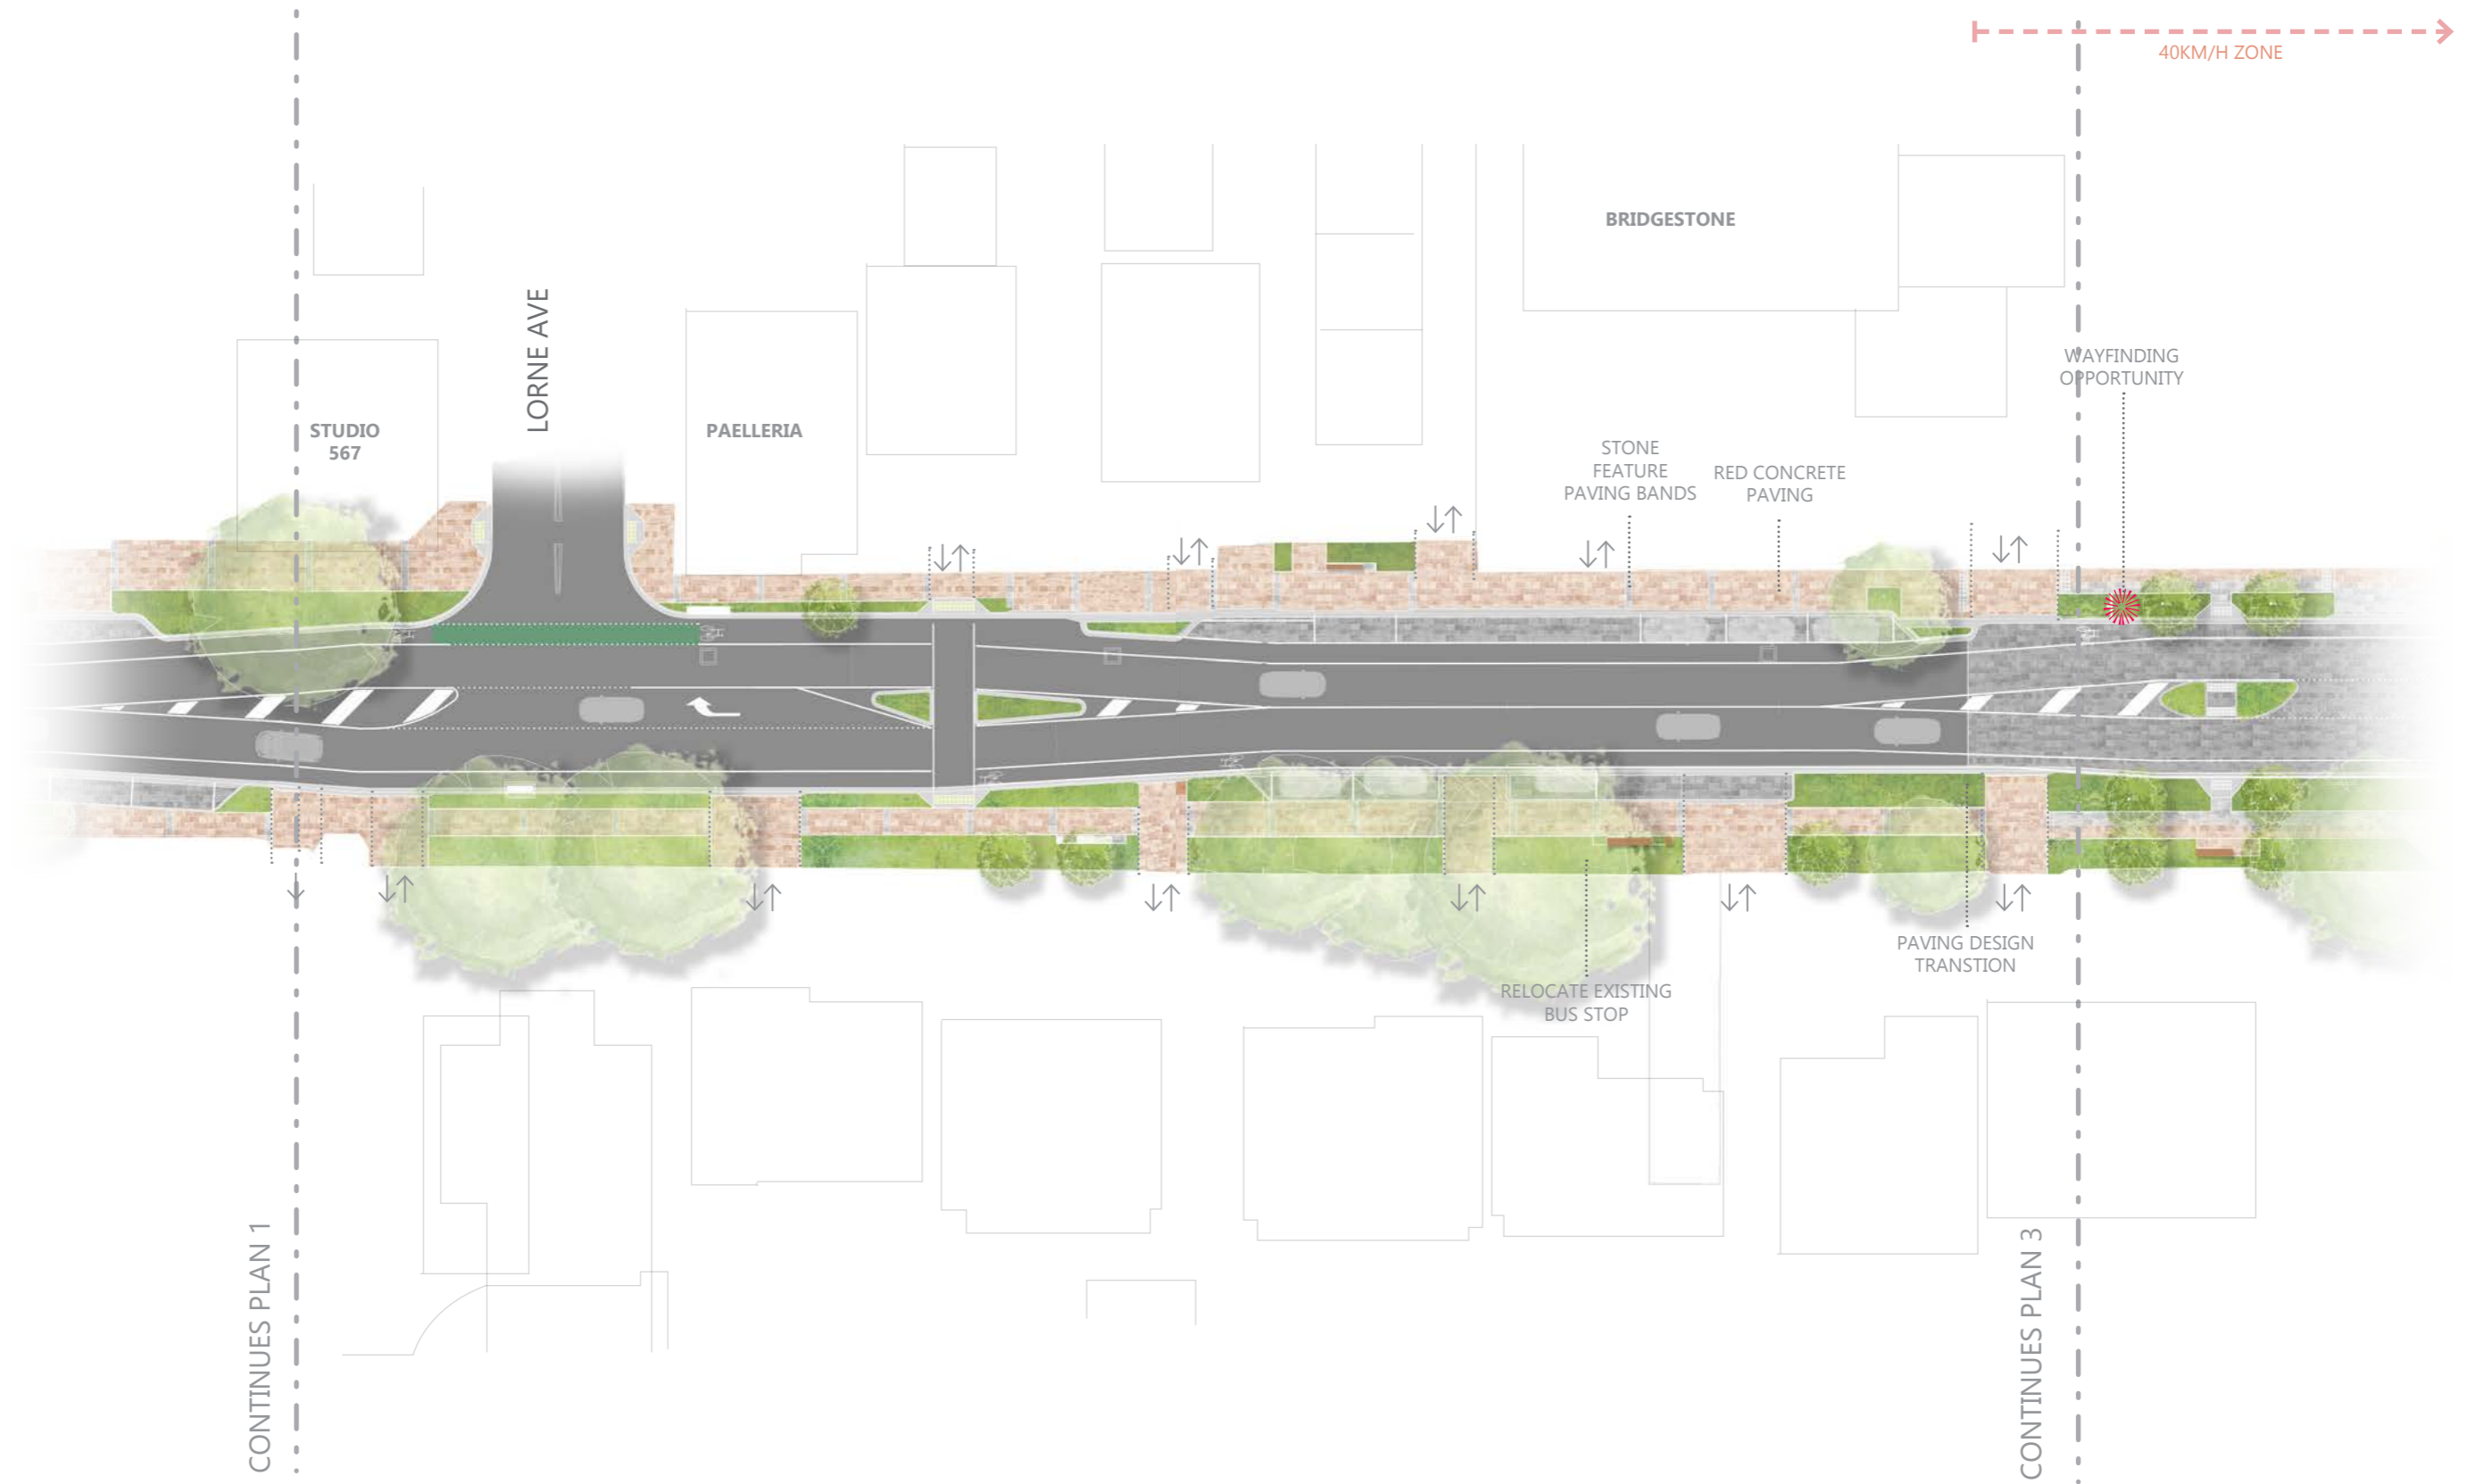 40KM/H ZONE
BRIDGESTONE
LORNE AVE
WAYFINDING
OPPORTUNITY
STUDIO
567
PAELLERIA
STONE
FEATURE
PAVING BANDS
RED CONCRETE
PAVING
PAVING DESIGN
TRANSTION
RELOCATE EXISTING
BUS STOP
CONTINUES PLAN 1
CONTINUES PLAN 3